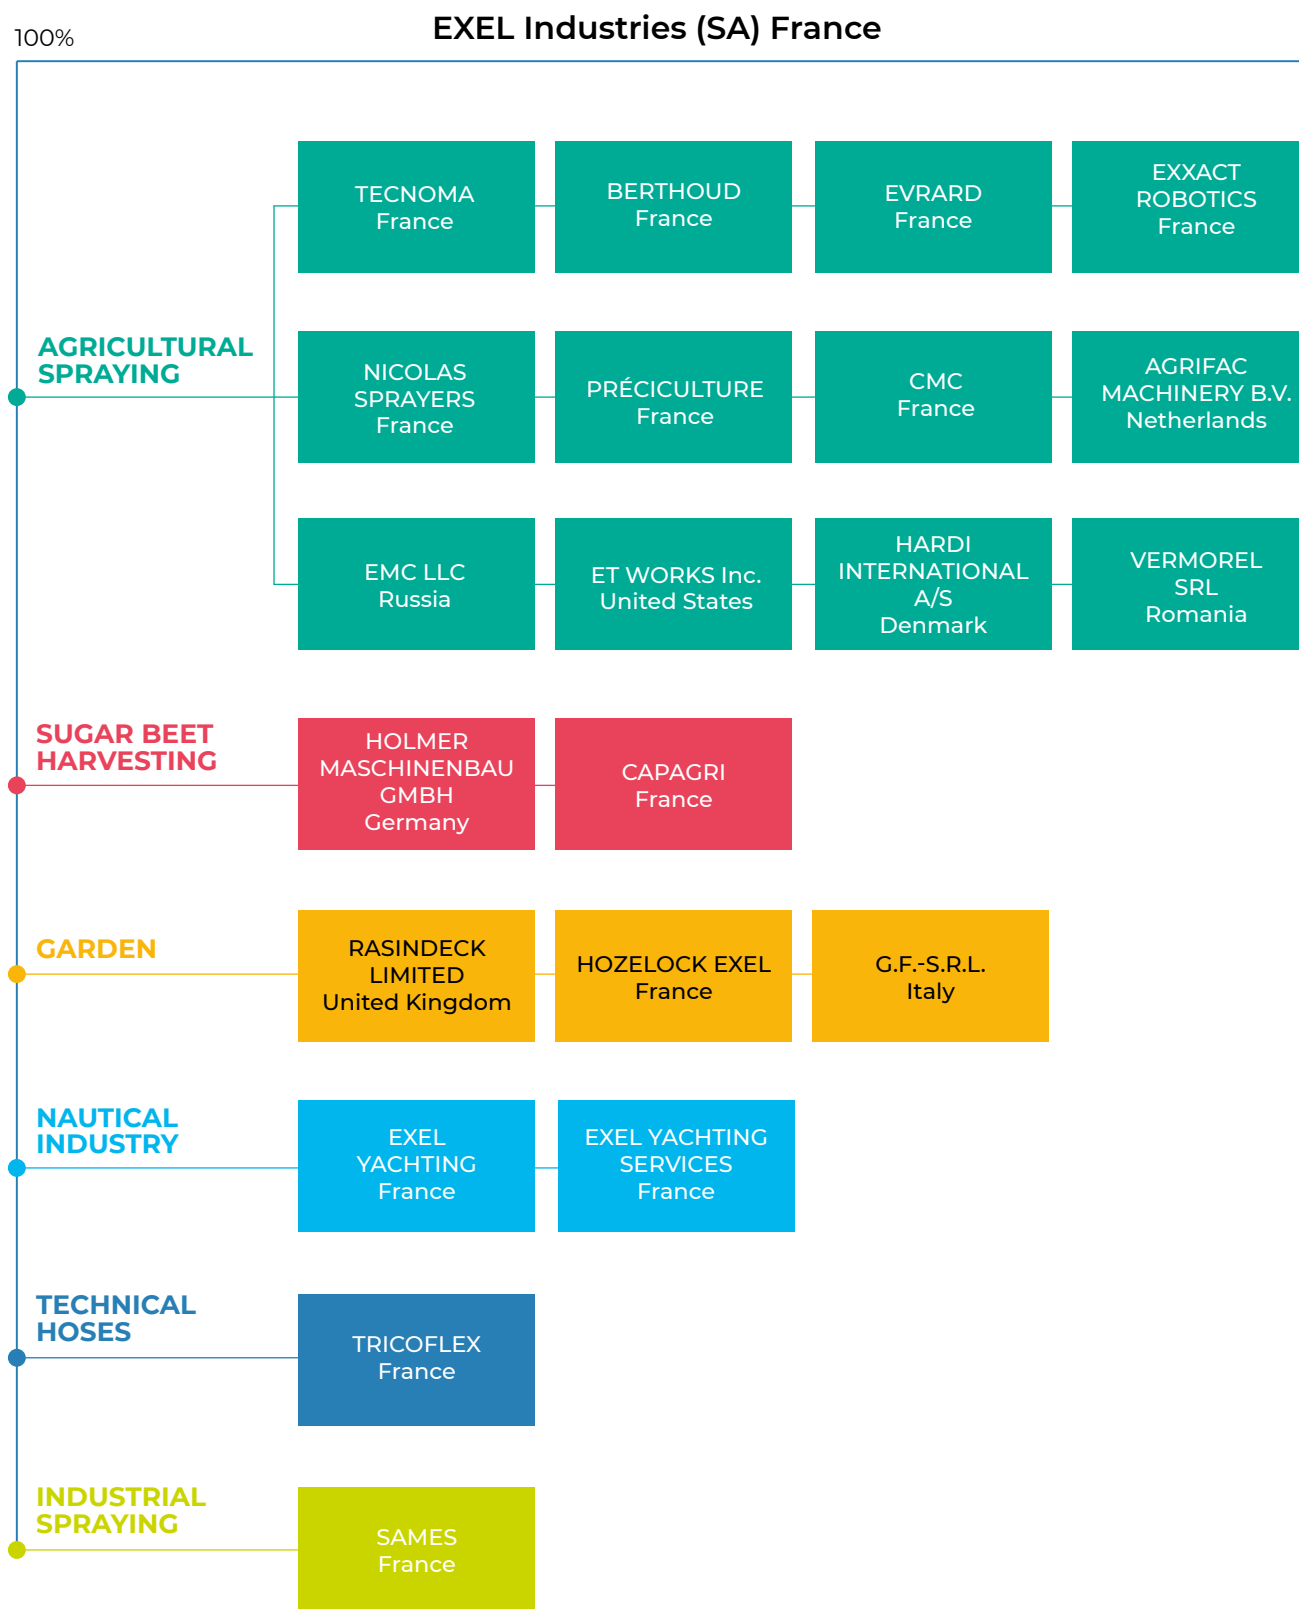 EXEL Industries (SA) France
100%
TECNOMA
France
BERTHOUD
France
EVRARD
France
EXXACT
ROBOTICS
France
AGRICULTURAL
SPRAYING
NICOLAS
SPRAYERS
France
PRÉCICULTURE
France
CMC
France
AGRIFAC
MACHINERY B.V.
Netherlands
EMC LLC
Russia
ET WORKS Inc.
United States
HARDI
INTERNATIONAL
A/S
Denmark
VERMOREL
SRL
Romania
SUGAR BEET
HARVESTING
HOLMER
MASCHINENBAU
GMBH
Germany
CAPAGRI
France
GARDEN
RASINDECK
LIMITED
United Kingdom
HOZELOCK EXEL
France
G.F.-S.R.L.
Italy
NAUTICAL
INDUSTRY
EXEL
YACHTING
France
EXEL YACHTING
SERVICES
France
TECHNICAL
HOSES
TRICOFLEX
France
INDUSTRIAL
SPRAYING
SAMES
France